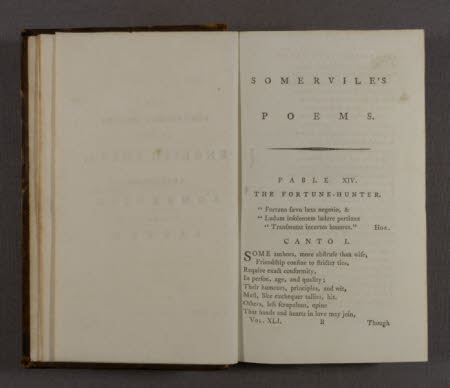 SOMERVILE'S
POEMS.
FABLE XIV.
THE FORTUNE-HUNTER.
" Fortuna sævo læta negotio, &
" Ludum insolentem ludere pertinax
" Transmutat incertos honores." HOR.
CANTO I.
SOME authors, more abstruse than wise,
Friendship confine to stricter ties,
Require exact conformity,
In person, age, and quality;
Their humours, principles, and wit,
Must, like exchequer tallies, hit.
Others, less scrupulous, opine
That hands and hearts in love may join,
VOL. XLI. B Though